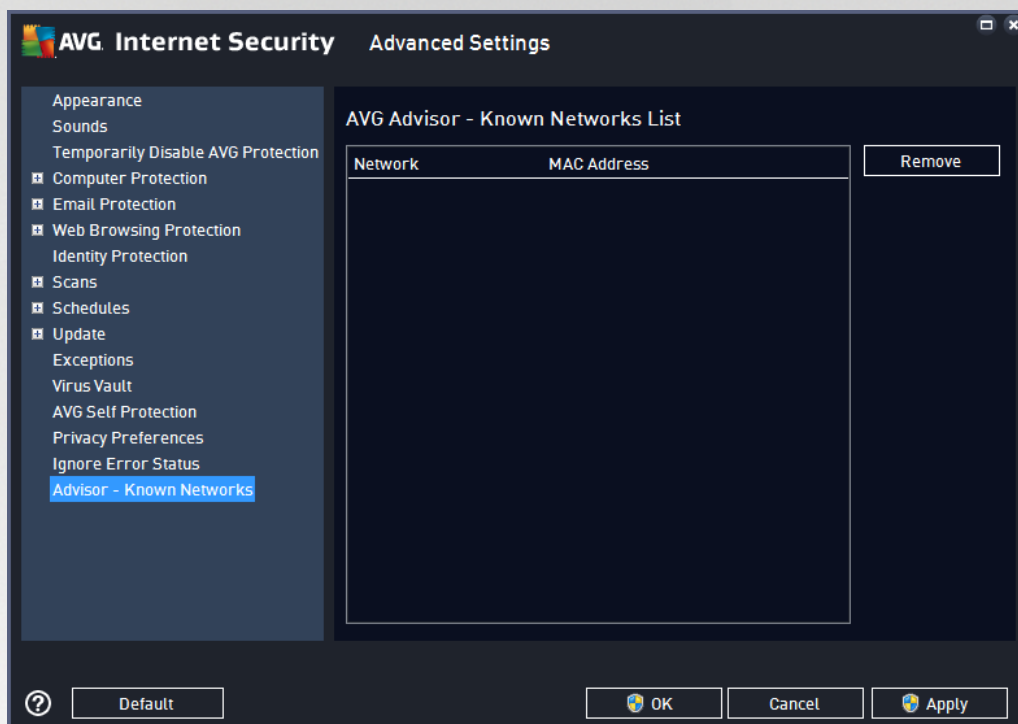 AVG. Internet Security Advanced Settings
Appearance
Sounds
Temporarily Disable AVG Protection
Computer Protection
Email Protection
Web Browsing Protection
Identity Protection
Scans
Schedules
Update
Exceptions
Virus Vault
AVG Self Protection
Privacy Preferences
Ignore Error Status
Advisor - Known Networks
AVG Advisor - Known Networks List
Network MAC Address
Remove
? Default OK Cancel Apply